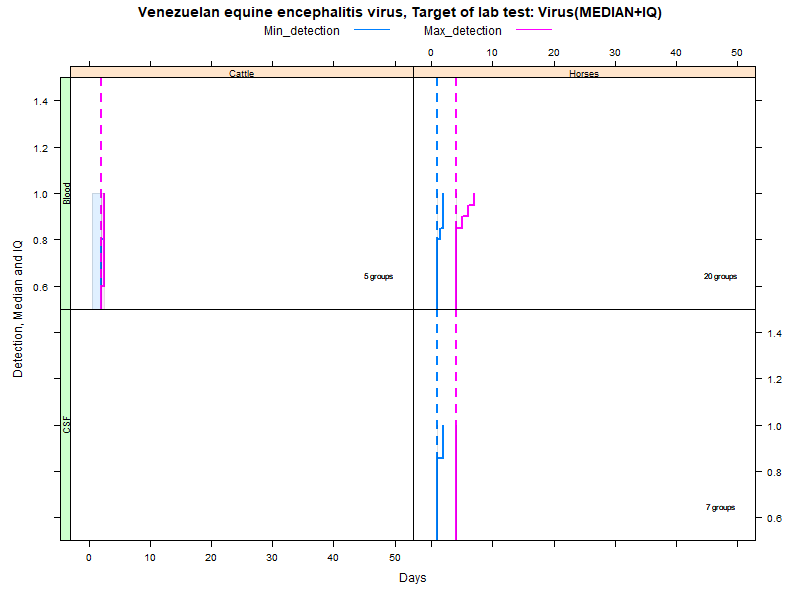 Venezuelan equine encephalitis virus, Target of lab test: Virus(MEDIAN+IQ)
Min_detection Max_detection
0 10 20 30 40 50
Cattle Horses
1.4
1.2
1.0
0.8
0.6
Blood
5 groups 20 groups
Detection, Median and IQ
CSF
7 groups
1.4
1.2
1.0
0.8
0.6
0 10 20 30 40 50
Days